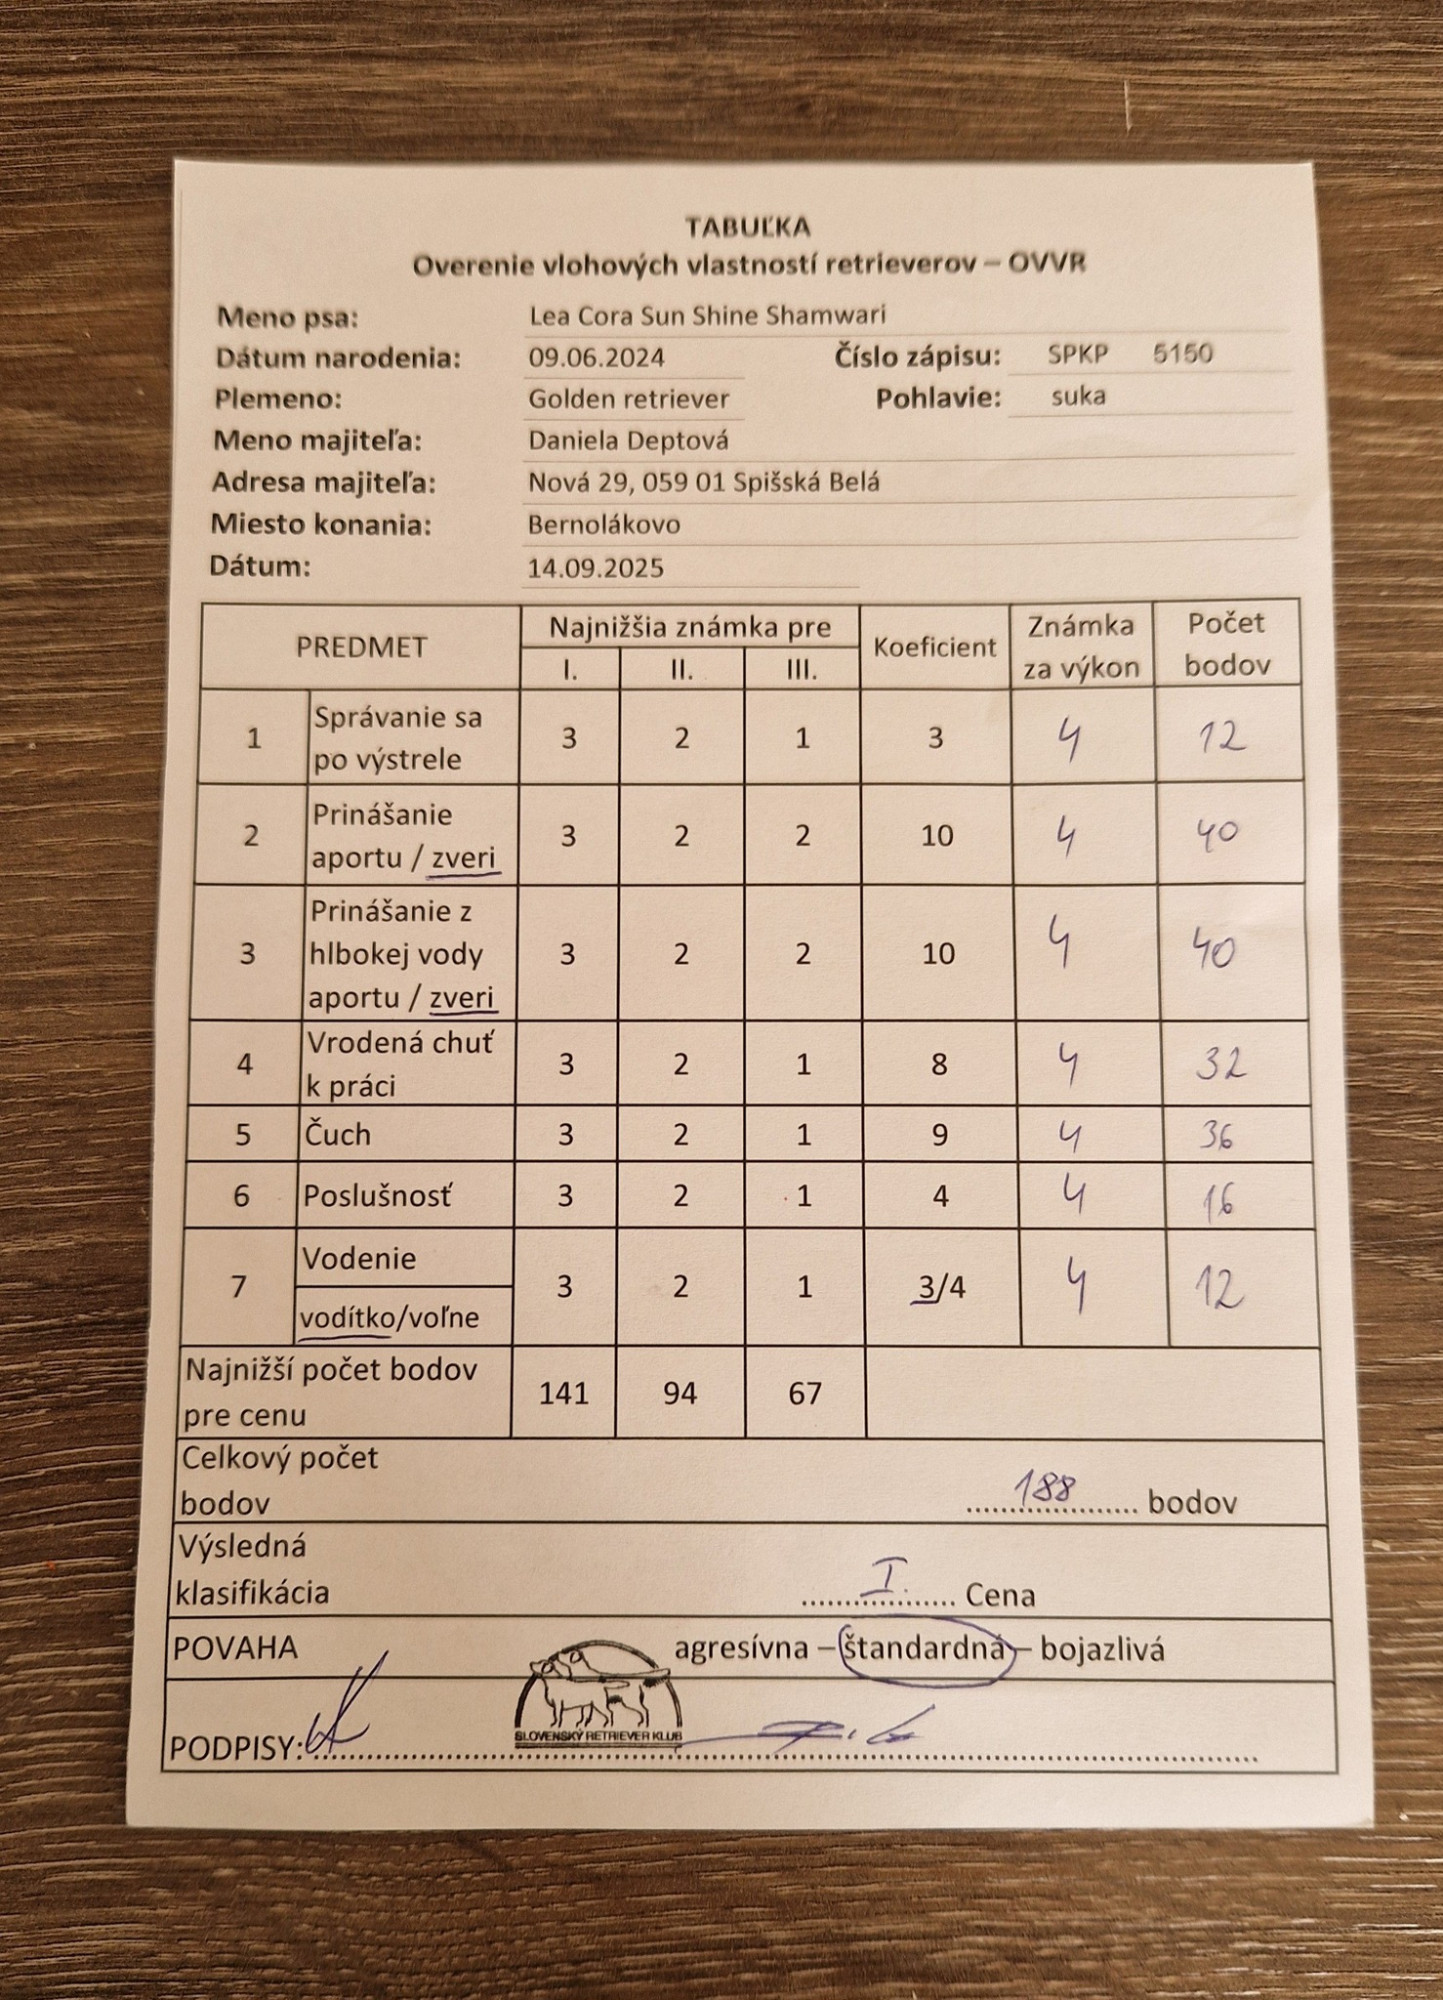 TABUĽKA
Overenie vlohových vlastností retrieverov – OVVR
Meno psa: Lea Cora Sun Shine Shamwari
Dátum narodenia: 09.06.2024 Číslo zápisu: SPKP 5150
Plemeno: Golden retriever Pohlavie: suka
Meno majiteľa: Daniela Deptová
Adresa majiteľa: Nová 29, 059 01 Spišská Belá
Miesto konania: Bernolákovo
Dátum: 14.09.2025
PREDMET Najnižšia známka pre Koeficient Známka za výkon Počet bodov
I. II. III.
1 Správanie sa po výstrele 3 2 1 3 4 12
2 Prinášanie aportu / zveri 3 2 2 10 4 40
3 Prinášanie z hlbokej vody aportu / zveri 3 2 2 10 4 40
4 Vrodená chuť k práci 3 2 1 8 4 32
5 Čuch 3 2 1 9 4 36
6 Poslušnosť 3 2 1 4 4 16
7 Vodenie vodítko/voľne 3 2 1 3/4 4 12
Najnižší počet bodov pre cenu 141 94 67
Celkový počet bodov 188 bodov
Výsledná klasifikácia I. Cena
POVAHA agresívna – štandardná – bojazlivá
SLOVENSKÝ RETRIEVER KLUB
PODPISY: